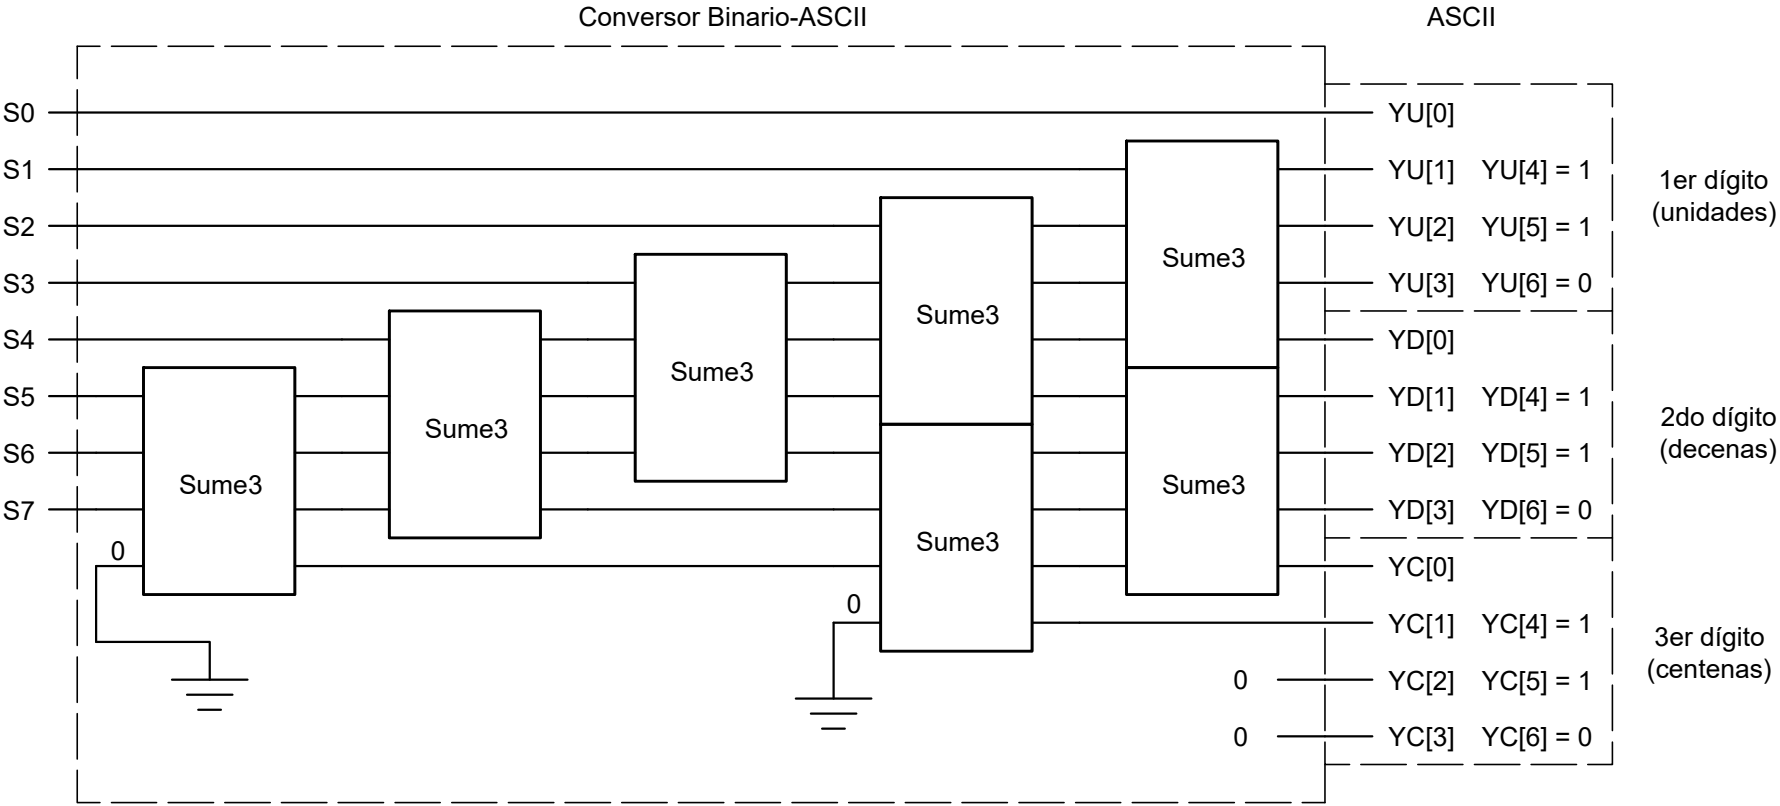 Conversor Binario-ASCII
ASCII
S0
YU[0]
S1
YU[1] YU[4] = 1
S2
YU[2] YU[5] = 1
S3
YU[3] YU[6] = 0
1er dígito
(unidades)
S4
YD[0]
S5
YD[1] YD[4] = 1
S6
YD[2] YD[5] = 1
S7
YD[3] YD[6] = 0
2do dígito
(decenas)
0
Sume3
Sume3
Sume3
Sume3
Sume3
0
Sume3
Sume3
YC[0]
YC[1] YC[4] = 1
0
YC[2] YC[5] = 1
0
YC[3] YC[6] = 0
3er dígito
(centenas)